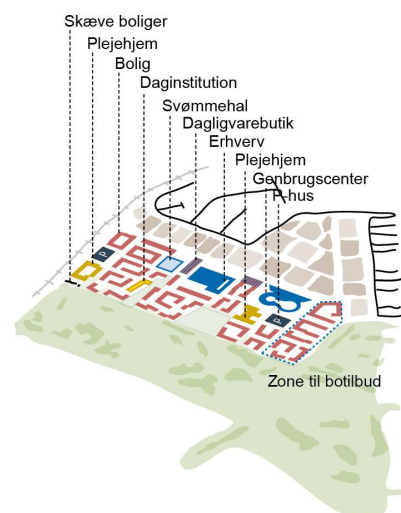 Skæve boliger
Plejehjem
Bolig
Daginstitution
Svømmehal
Dagligvarebutik
Erhverv
Plejehjem
Genbrugscenter
P-hus
P
P
Zone til botilbud